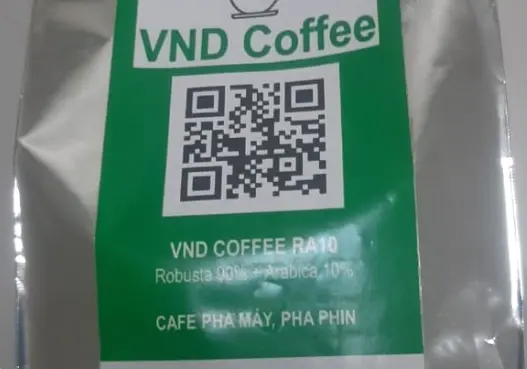 VND Coffee
VND COFFEE RA10
Robusta 90% + Arabica 10%
CAFE PHA MÁY, PHA PHIN